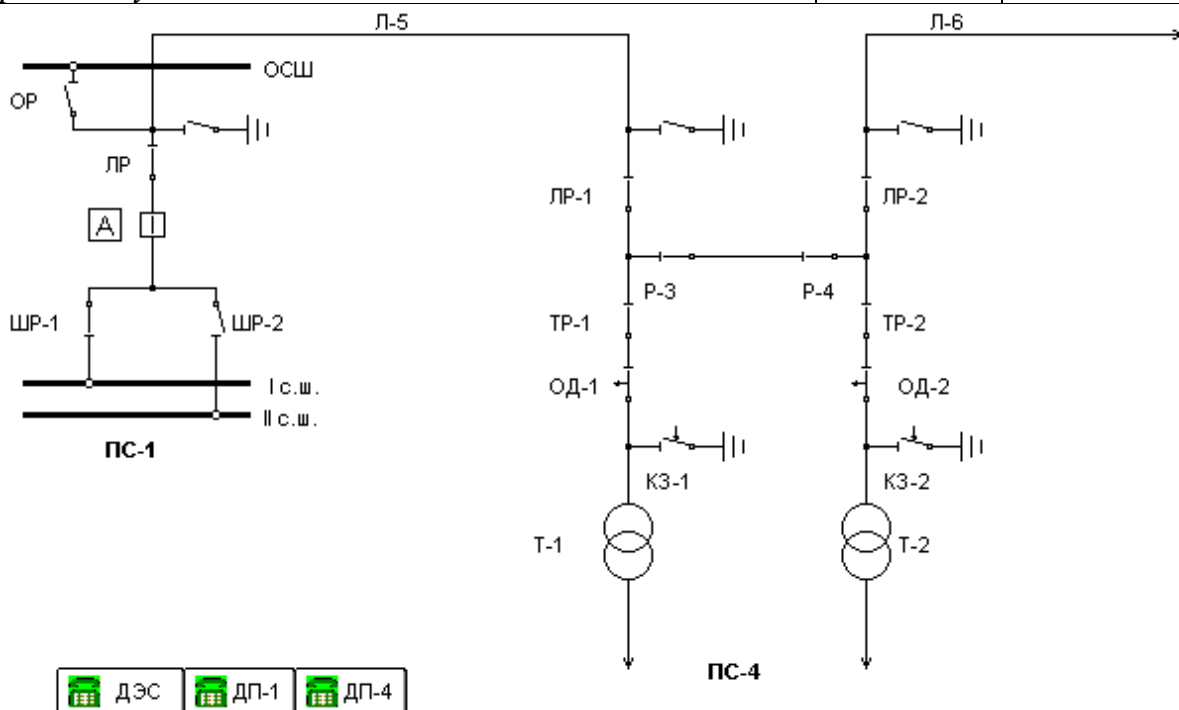 Л-5
Л-6
ОСШ
ОР
ЛР
ЛР-1
ЛР-2
А
Р-3
Р-4
ШР-1
ШР-2
ТР-1
ТР-2
I с.ш.
ОД-1
ОД-2
II с.ш.
ПС-1
КЗ-1
КЗ-2
Т-1
Т-2
ПС-4
ДЭС
ДП-1
ДП-4